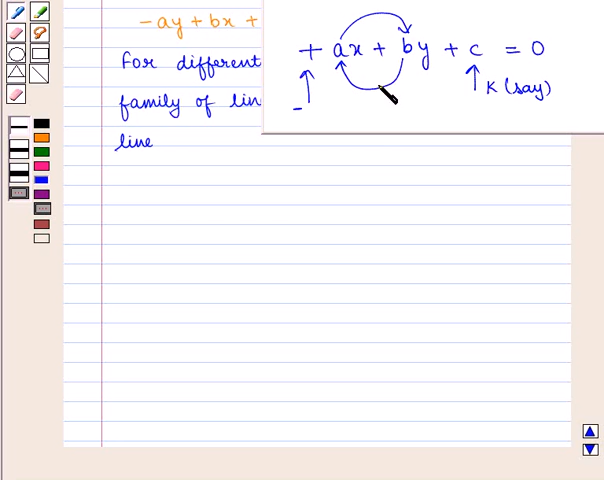 -ay + bx +
For different
family of lin
line
+ ax + by + c = 0
-
K (say)